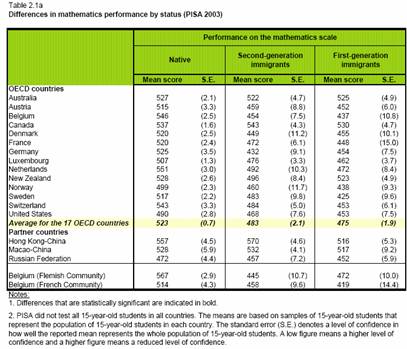 Table 2.1a
Differences in mathematics performance by status (PISA 2003)
Performance on the mathematics scale
Native Second-generation immigrants First-generation immigrants
Mean score S.E. Mean score S.E. Mean score S.E.
OECD countries
Australia 527 (2.1) 522 (4.7) 525 (4.9)
Austria 515 (3.3) 459 (8.8) 452 (6.0)
Belgium 546 (2.5) 454 (7.5) 437 (10.8)
Canada 537 (1.6) 543 (4.3) 530 (4.7)
Denmark 520 (2.5) 449 (11.2) 455 (10.1)
France 520 (2.4) 472 (6.1) 448 (15.0)
Germany 525 (3.5) 432 (9.1) 454 (7.5)
Luxembourg 507 (1.3) 476 (3.3) 462 (3.7)
Netherlands 551 (3.0) 492 (10.3) 472 (8.4)
New Zealand 528 (2.6) 496 (8.4) 523 (4.9)
Norway 499 (2.3) 460 (11.7) 438 (9.3)
Sweden 517 (2.2) 483 (9.8) 425 (9.6)
Switzerland 543 (3.3) 484 (5.0) 453 (6.1)
United States 490 (2.8) 468 (7.6) 453 (7.5)
Average for the 17 OECD countries 523 (0.7) 483 (2.1) 475 (1.9)
Partner countries
Hong Kong-China 557 (4.5) 570 (4.6) 516 (5.3)
Macao-China 528 (5.9) 532 (4.1) 517 (9.2)
Russian Federation 472 (4.4) 457 (7.2) 452 (5.9)
Belgium (Flemish Community) 567 (2.9) 445 (10.7) 472 (10.0)
Belgium (French Community) 514 (4.3) 458 (9.6) 419 (14.4)
Notes:
1. Differences that are statistically significant are indicated in bold.
2. PISA did not test all 15-year-old students in all countries. The means are based on samples of 15-year-old students that
represent the population of 15-year-old students in each country. The standard error (S.E.) denotes a level of confidence in
how well the reported mean represents the whole population of 15-year-old students. A low figure means a high level of
confidence and a higher figure means a reduced level of confidence.